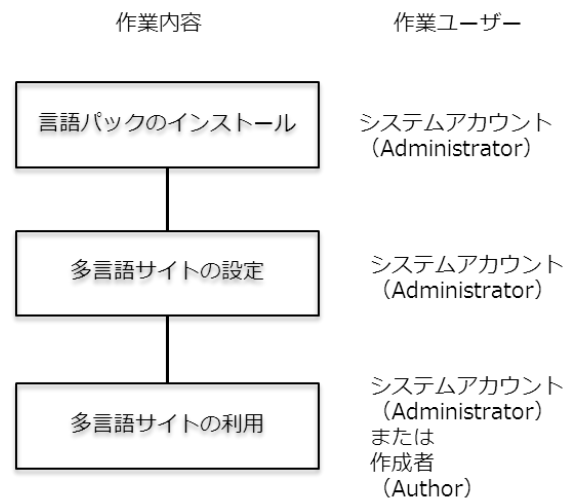 作業内容
作業ユーザー
言語パックのインストール
システムアカウント
（Administrator）
多言語サイトの設定
システムアカウント
（Administrator）
多言語サイトの利用
システムアカウント
（Administrator）
または
作成者
（Author）